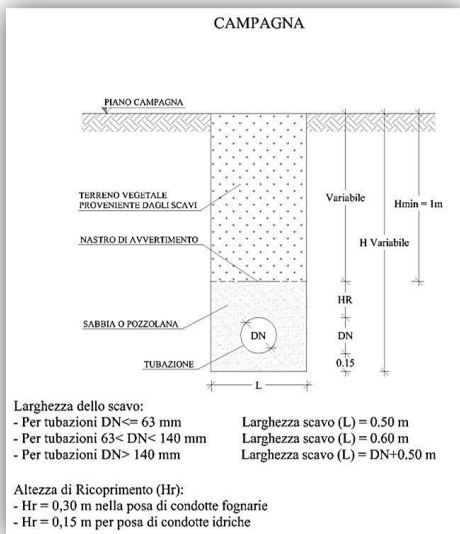 CAMPAGNA
PIANO CAMPAGNA
TERRENO VEGETALE
PROVENIENTE DAGLI SCAVI
Variabile
Hmin = 1m
NASTRO DI AVVERTIMENTO
H Variabile
HR
SABBIA O POZZOLANA
DN
DN
TUBAZIONE
0.15
L
Larghezza dello scavo:
- Per tubazioni DN<= 63 mm Larghezza scavo (L) = 0.50 m
- Per tubazioni 63< DN< 140 mm Larghezza scavo (L) = 0.60 m
- Per tubazioni DN> 140 mm Larghezza scavo (L) = DN+0.50 m
Altezza di Ricoprimento (Hr):
- Hr = 0,30 m nella posa di condotte fognarie
- Hr = 0,15 m per posa di condotte idriche